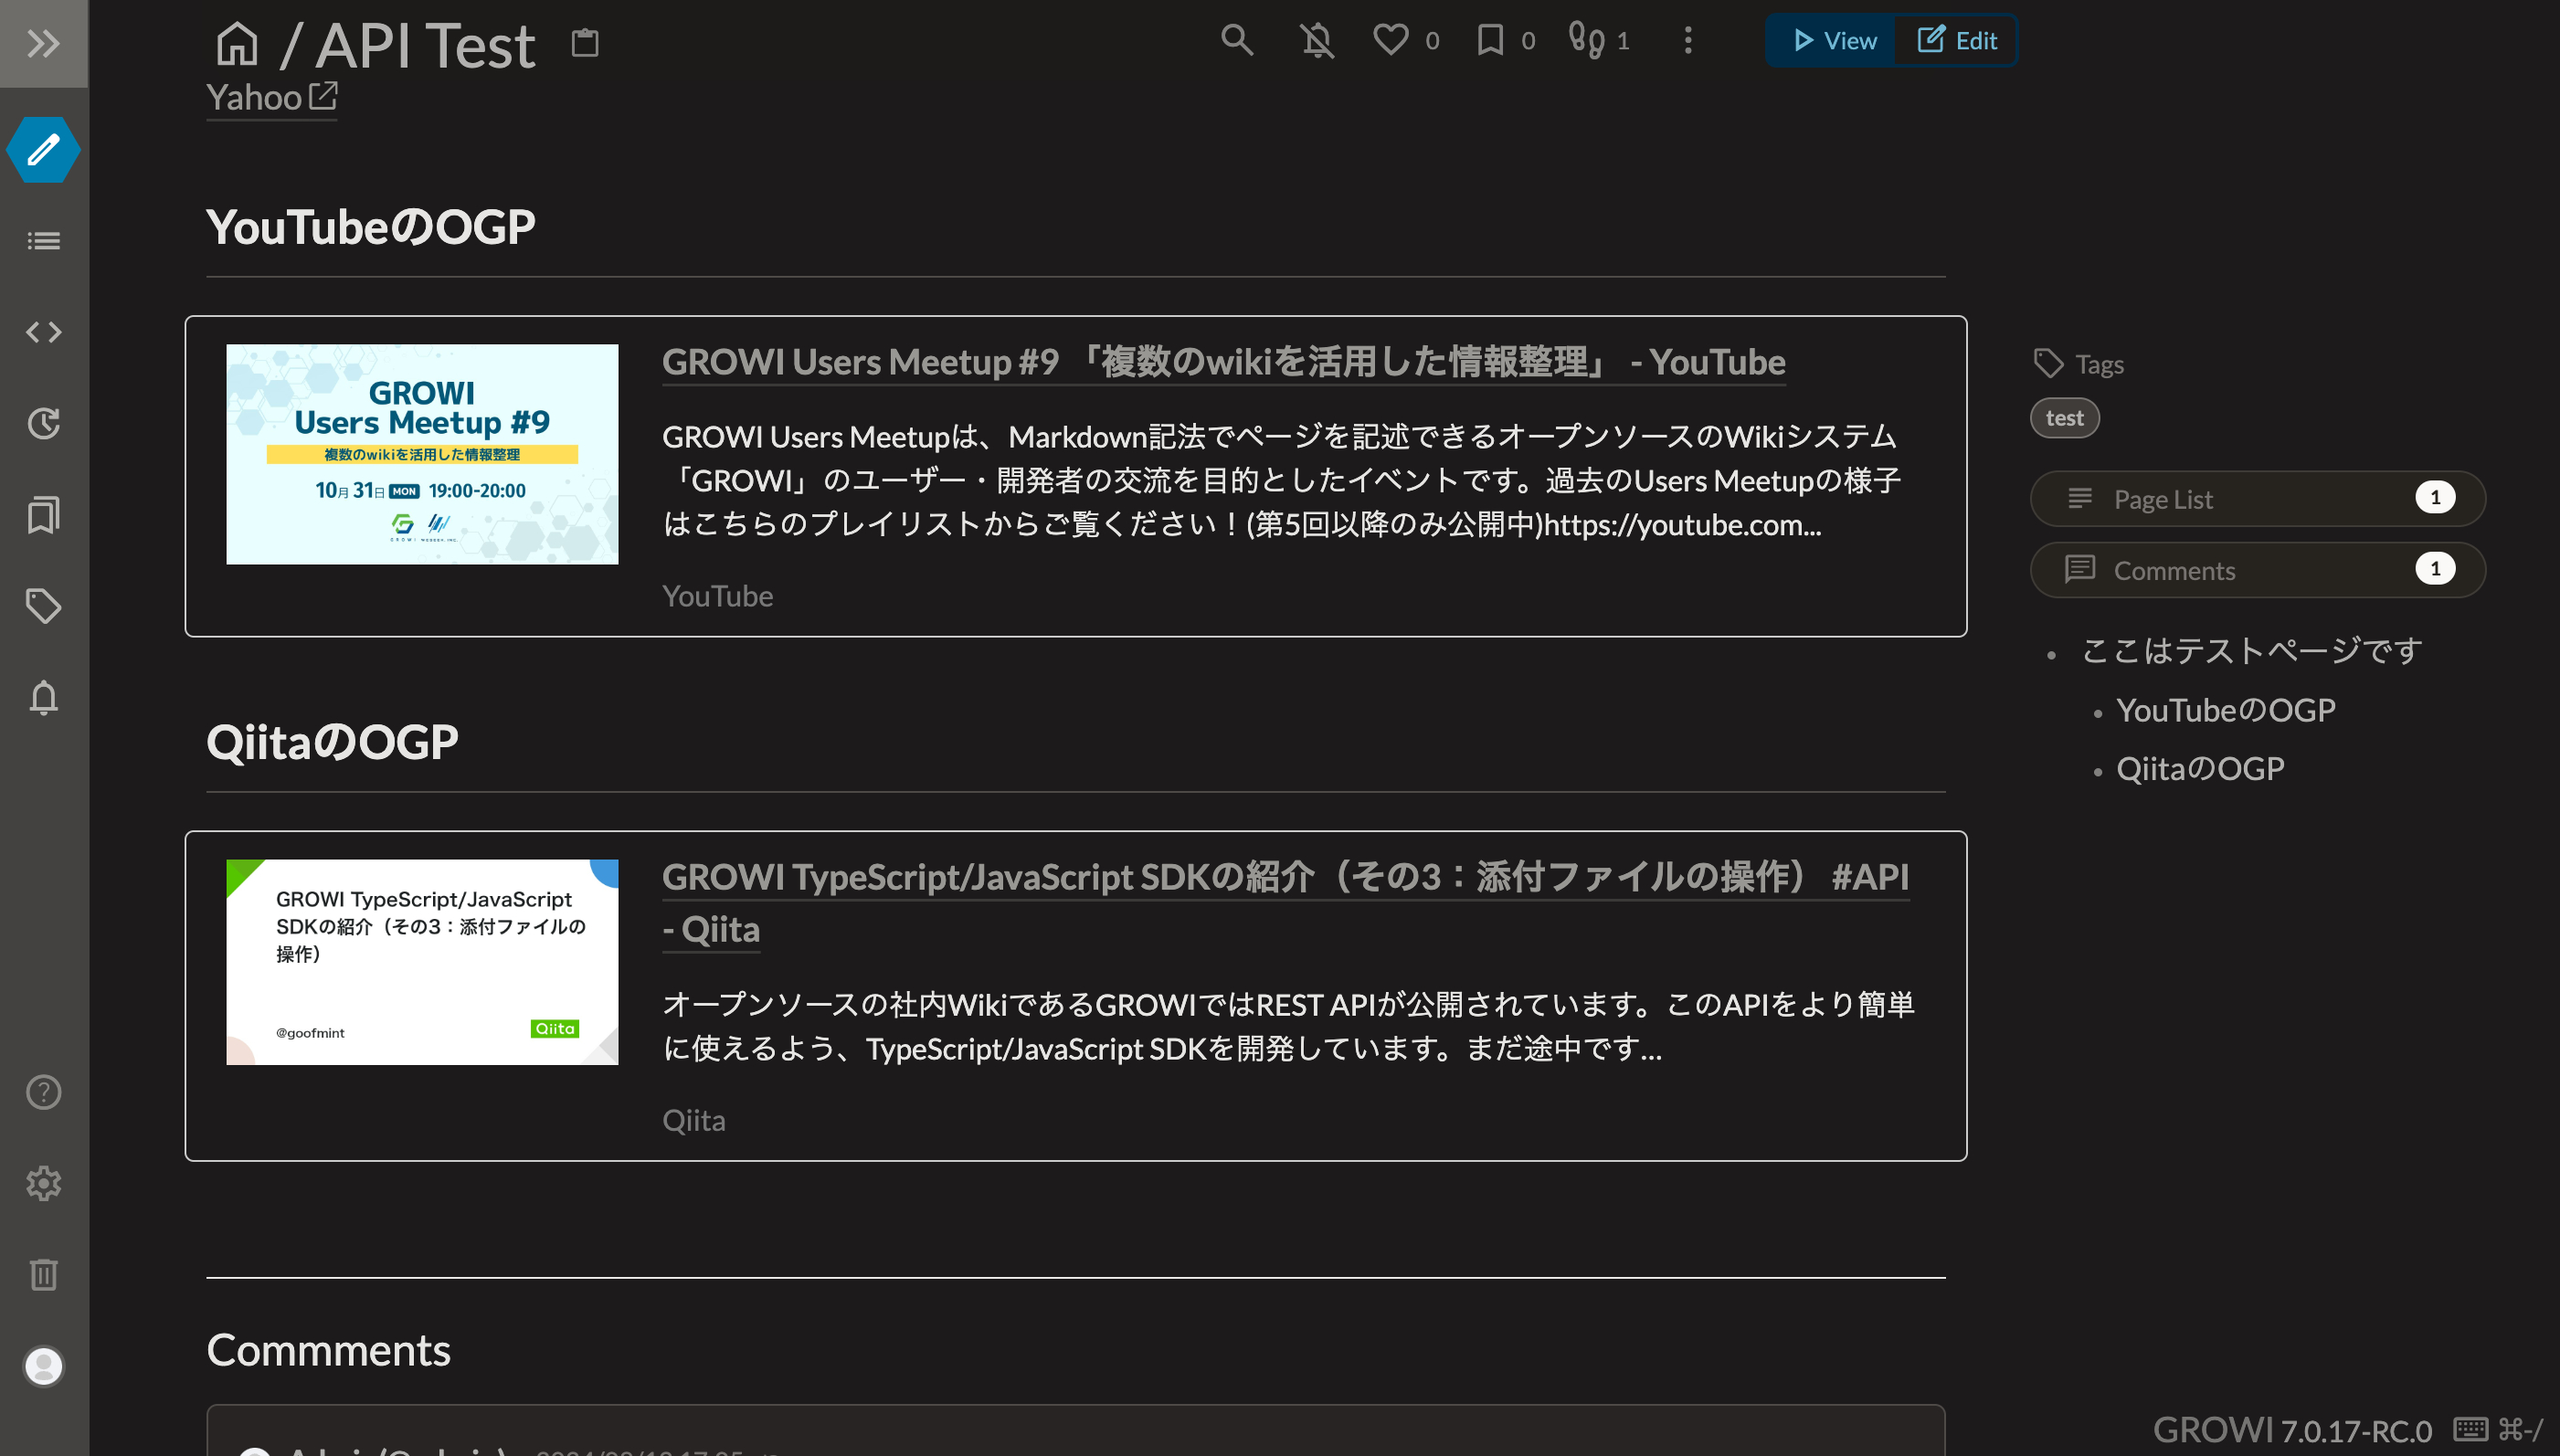 / API Test
0
0
1
View
Edit
Yahoo
YouTubeのOGP
GROWI
Users Meetup #9
複数のwikiを活用した情報整理
10月 31日 MON 19:00-20:00
GROWI Users Meetup #9 「複数のwikiを活用した情報整理」 - YouTube
GROWI Users Meetupは、Markdown記法でページを記述できるオープンソースのWikiシステム
「GROWI」のユーザー・開発者の交流を目的としたイベントです。過去のUsers Meetupの様子
はこちらのプレイリストからご覧ください！(第5回以降のみ公開中)https://youtube.com...
YouTube
QiitaのOGP
GROWI TypeScript/JavaScript
SDKの紹介（その3：添付ファイルの
操作）
@goofmint
Qiita
GROWI TypeScript/JavaScript SDKの紹介（その3：添付ファイルの操作） #API
- Qiita
オープンソースの社内WikiであるGROWIではREST APIが公開されています。このAPIをより簡単
に使えるよう、TypeScript/JavaScript SDKを開発しています。まだ途中です...
Qiita
Commments
Tags
test
Page List
1
Comments
1
ここはテストページです
YouTubeのOGP
QiitaのOGP
GROWI 7.0.17-RC.0 ⌘-/